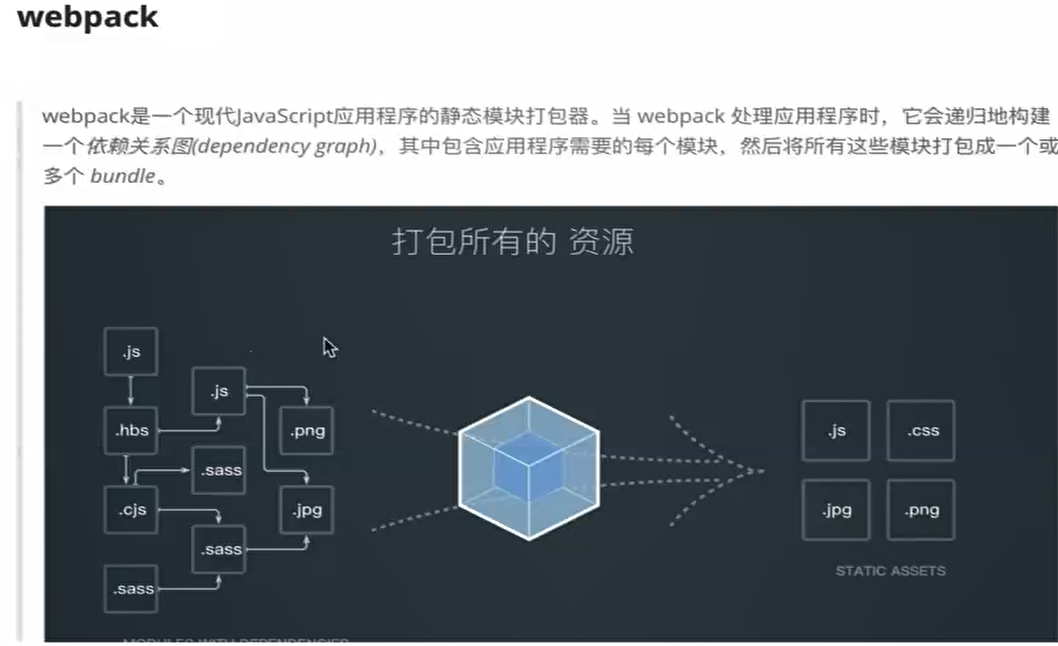 webpack
webpack是一个现代JavaScript应用程序的静态模块打包器。当 webpack 处理应用程序时，它会递归地构建
一个依赖关系图(dependency graph)，其中包含应用程序需要的每个模块，然后将所有这些模块打包成一个或
多个 bundle。
打包所有的 资源
.js
.js
.hbs
.png
.sass
.cjs
.jpg
.sass
.sass
.js
.css
.jpg
.png
STATIC ASSETS
MODULES WITH DEPENDENCIES